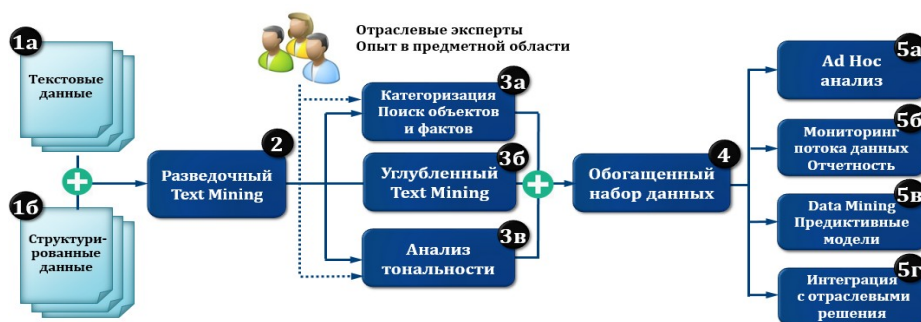 1а
Текстовые
данные
1б
Структури-
рованные
данные
2
Разведочный
Text Mining
Отраслевые эксперты
Опыт в предметной области
3а
Категоризация
Поиск объектов
и фактов
3б
Углубленный
Text Mining
3в
Анализ
тональности
4
Обогащенный
набор данных
5а
Ad Hoc
анализ
5б
Мониторинг
потока данных
Отчетность
5в
Data Mining
Предиктивные
модели
5г
Интеграция
с отраслевыми
решения